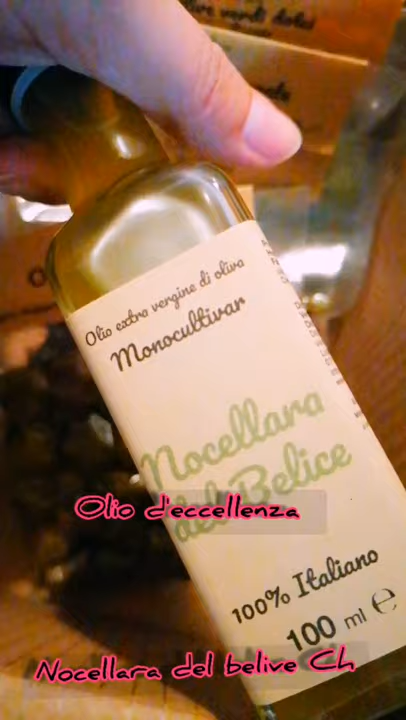 Olio extra vergine di oliva
Monocultivar
Nocellara
del Belice
Olio d'eccellenza
100% Italiano
100 ml e
Nocellara del belive Ch